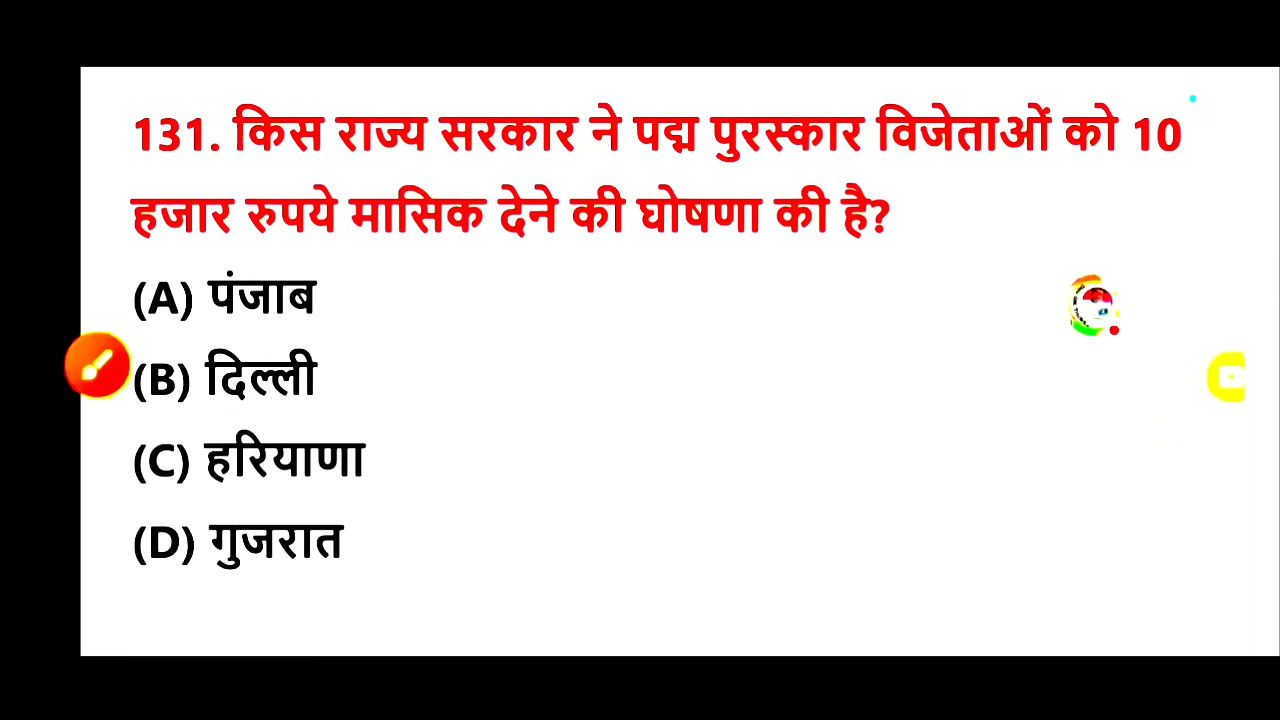 131. किस राज्य सरकार ने पद्म पुरस्कार विजेताओं को 10
हजार रुपये मासिक देने की घोषणा की है?
(A) पंजाब
(B) दिल्ली
(C) हरियाणा
(D) गुजरात